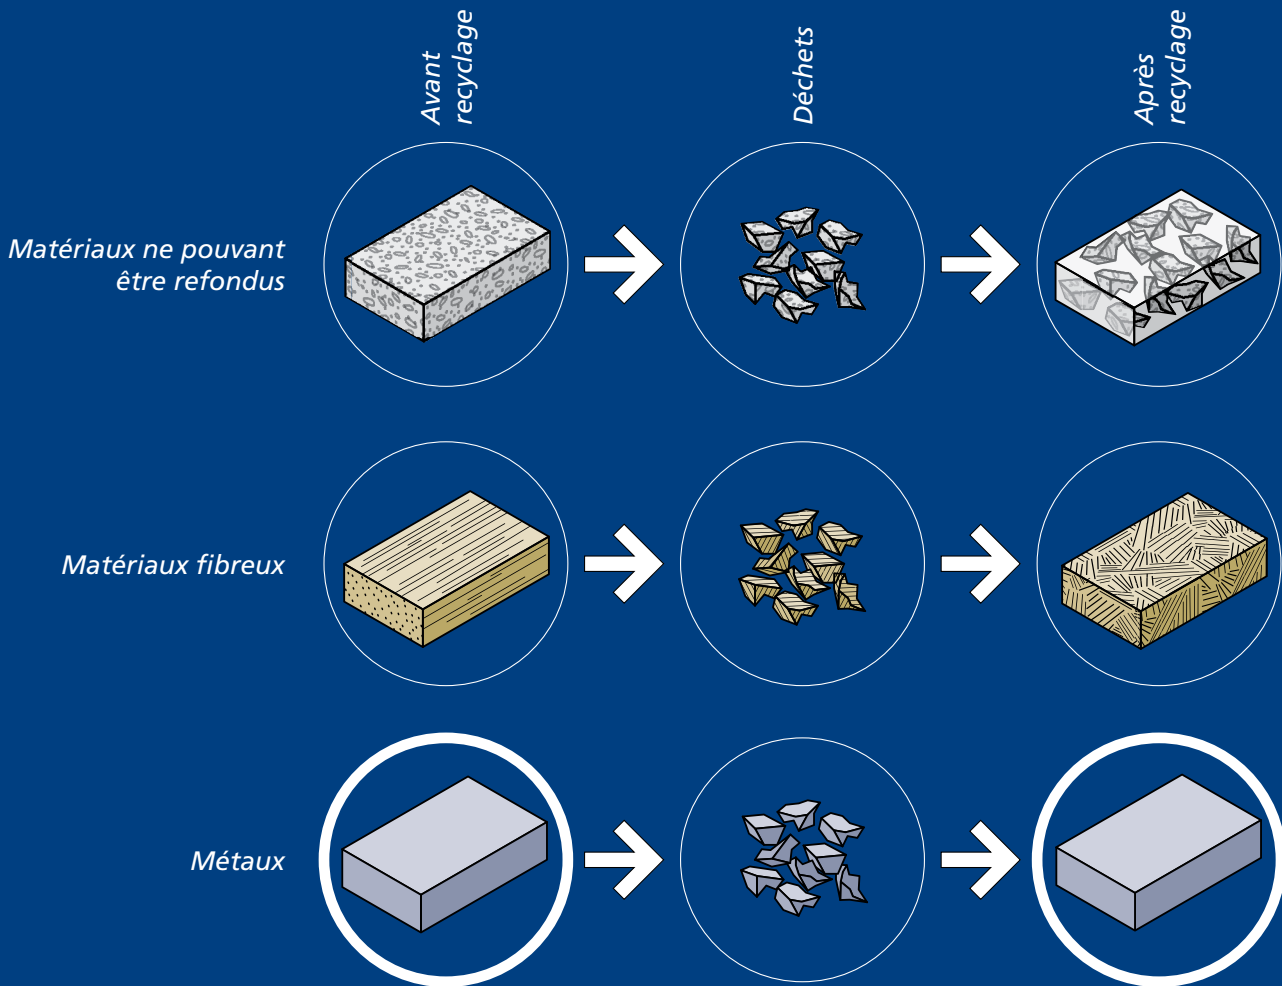 Avant
recyclage
Déchets
Après
recyclage
Matériaux ne pouvant
être refondus
Matériaux fibreux
Métaux